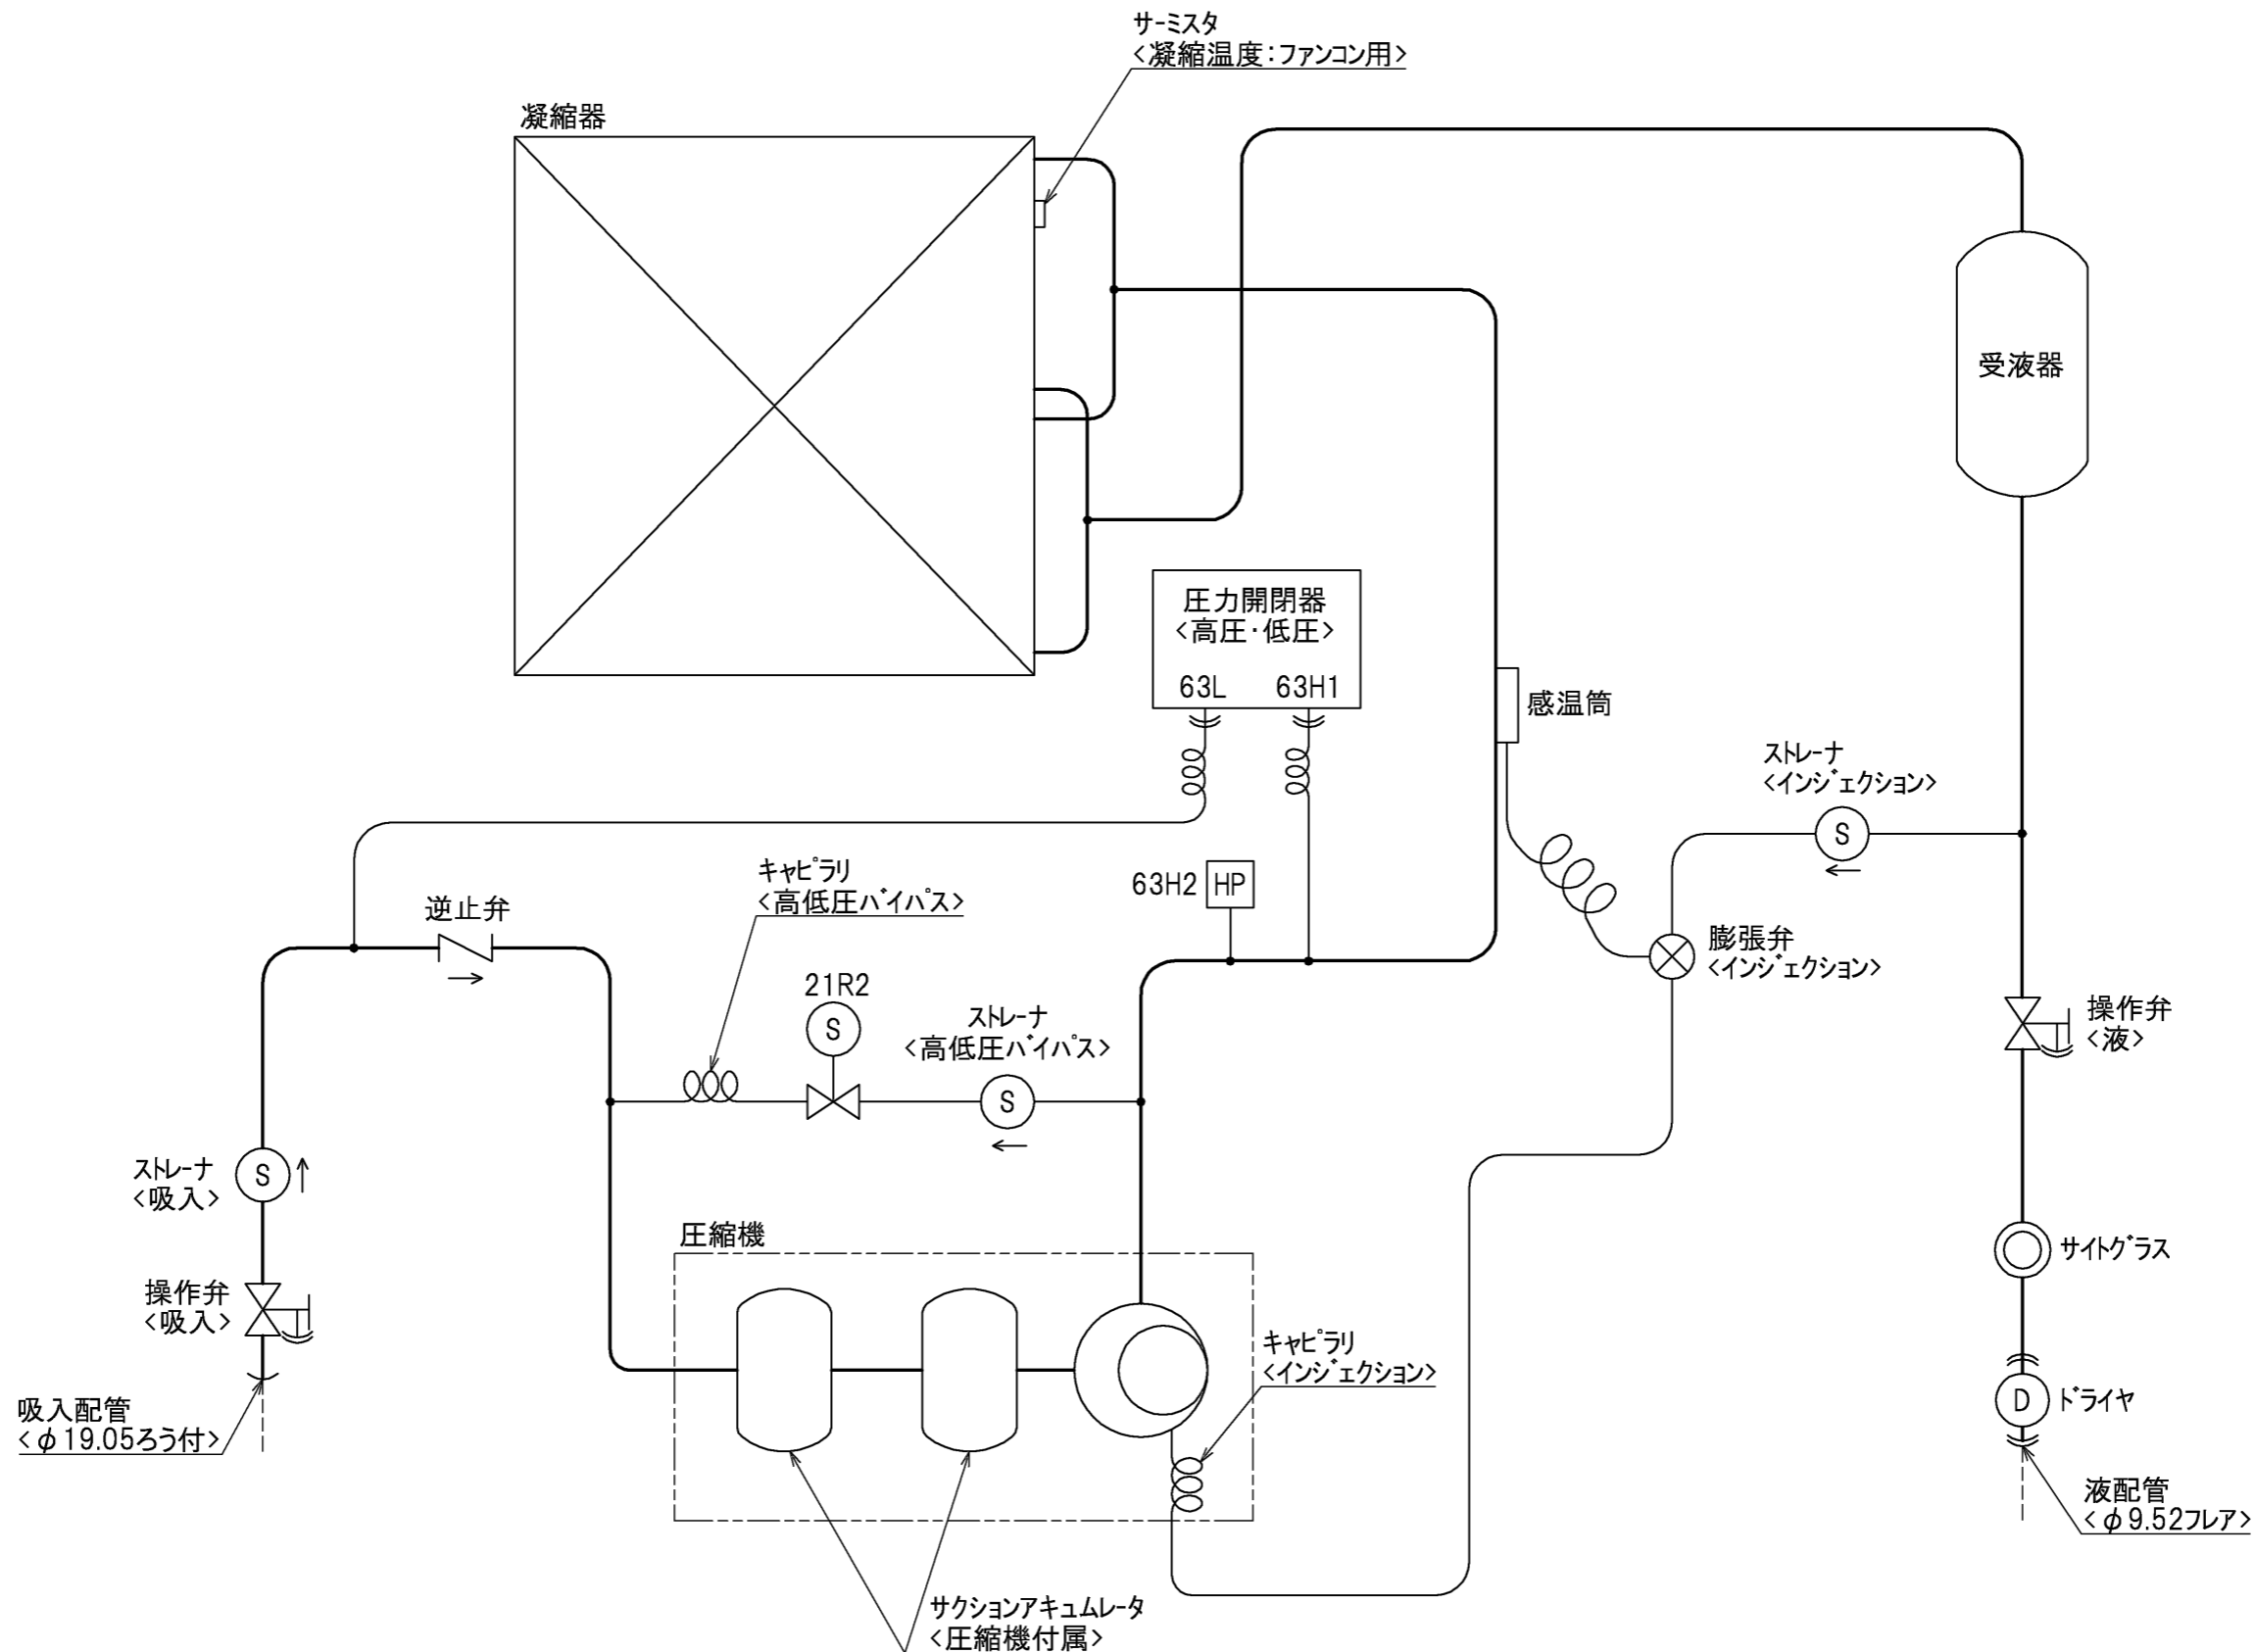 サーミスタ
<凝縮温度:ファンコン用>
凝縮器
受液器
圧力開閉器
<高圧・低圧>
63L 63H1
感温筒
ストレーナ
<インジェクション>
S
キャピラリ
<高低圧バイパス>
63H2 HP
逆止弁
膨張弁
<インジェクション>
21R2
S
ストレーナ
<高低圧バイパス>
S
操作弁
<液>
ストレーナ
<吸入>
S
圧縮機
サイトグラス
操作弁
<吸入>
キャピラリ
<インジェクション>
吸入配管
<φ19.05ろう付>
D ドライヤ
液配管
<φ9.52フレア>
サクションアキュムレータ
<圧縮機付属>